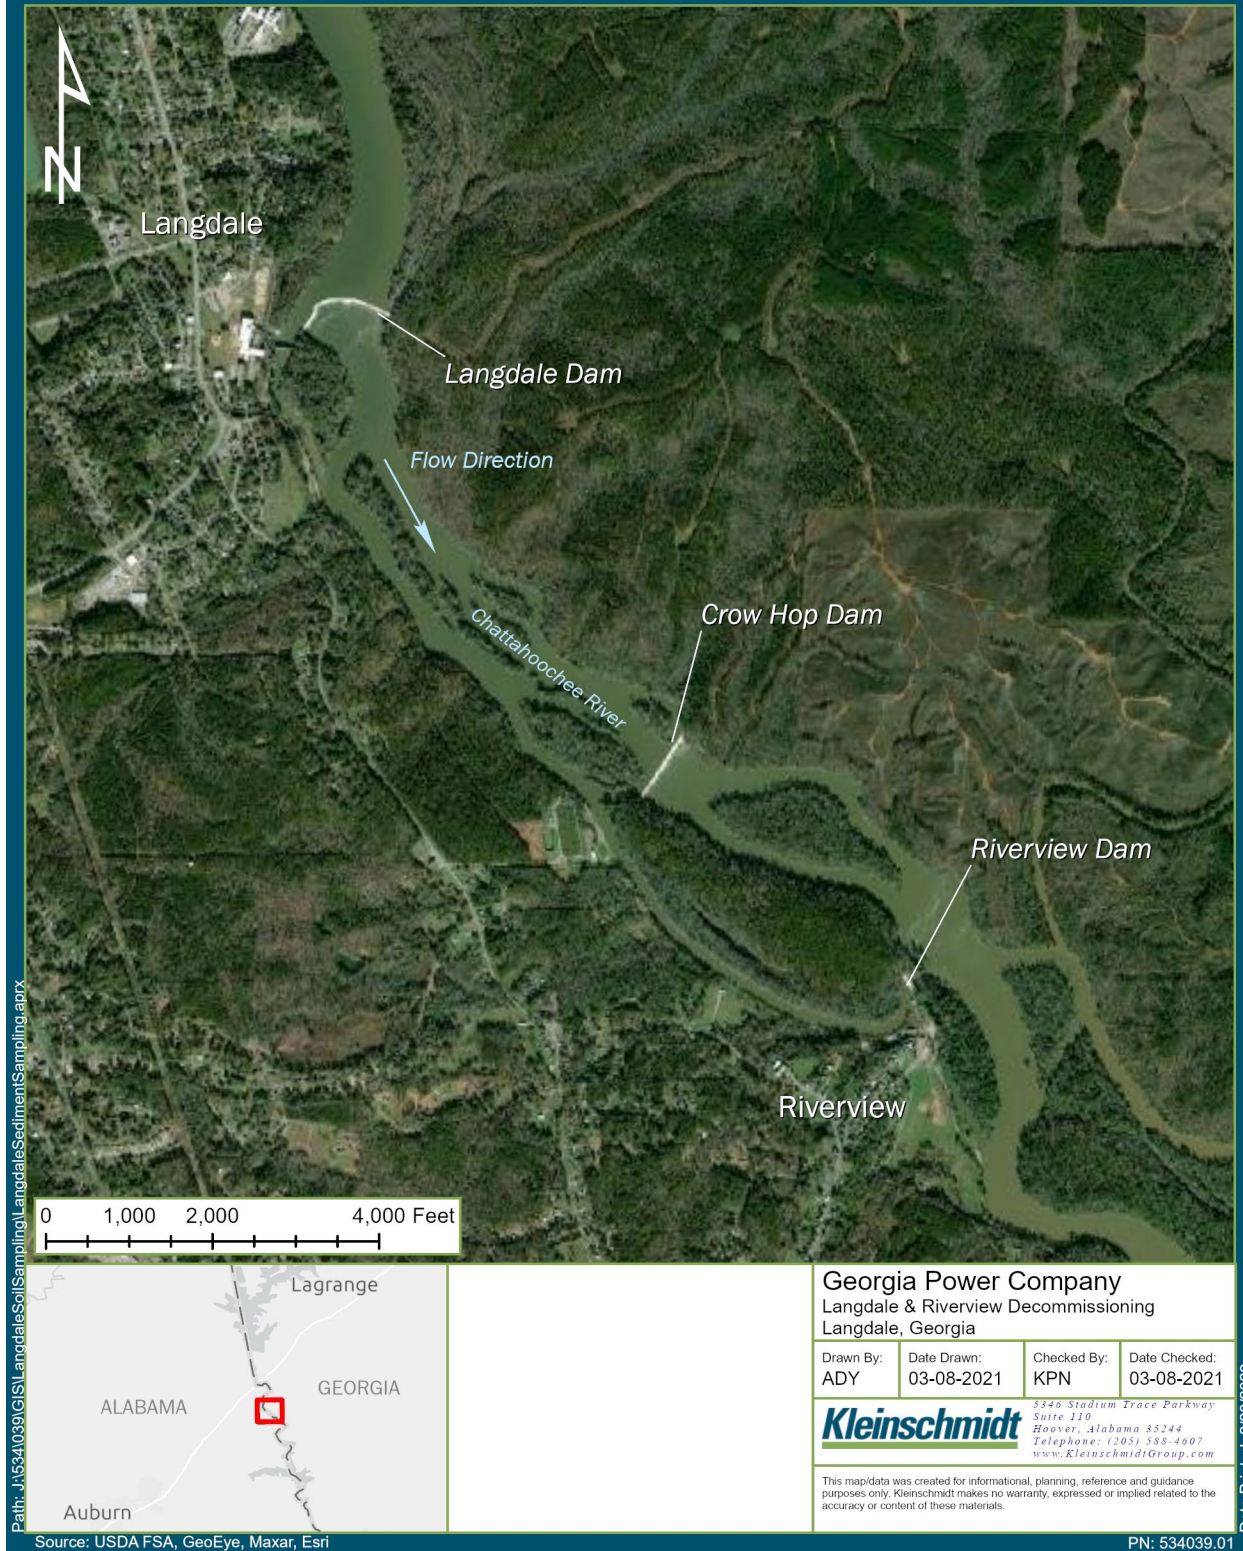 N
Langdale
Langdale Dam
Flow Direction
Chattahoochee River
Crow Hop Dam
Riverview Dam
Riverview
0 1,000 2,000 4,000 Feet
Path: J:\534\039\GIS\LangdaleSoilSampling\LangdaleSedimentSampling.aprx
Lagrange
GEORGIA
ALABAMA
Auburn
Georgia Power Company
Langdale & Riverview Decommissioning
Langdale, Georgia
Drawn By: Date Drawn: Checked By: Date Checked:
ADY 03-08-2021 KPN 03-08-2021
Kleinschmidt
5346 Stadium Trace Parkway
Suite 110
Hoover, Alabama 35244
Telephone: (205) 588-4607
www.KleinschmidtGroup.com
This map/data was created for informational, planning, reference and guidance
purposes only. Kleinschmidt makes no warranty, expressed or implied related to the
accuracy or content of these materials.
Source: USDA FSA, GeoEye, Maxar, Esri
PN: 534039.01